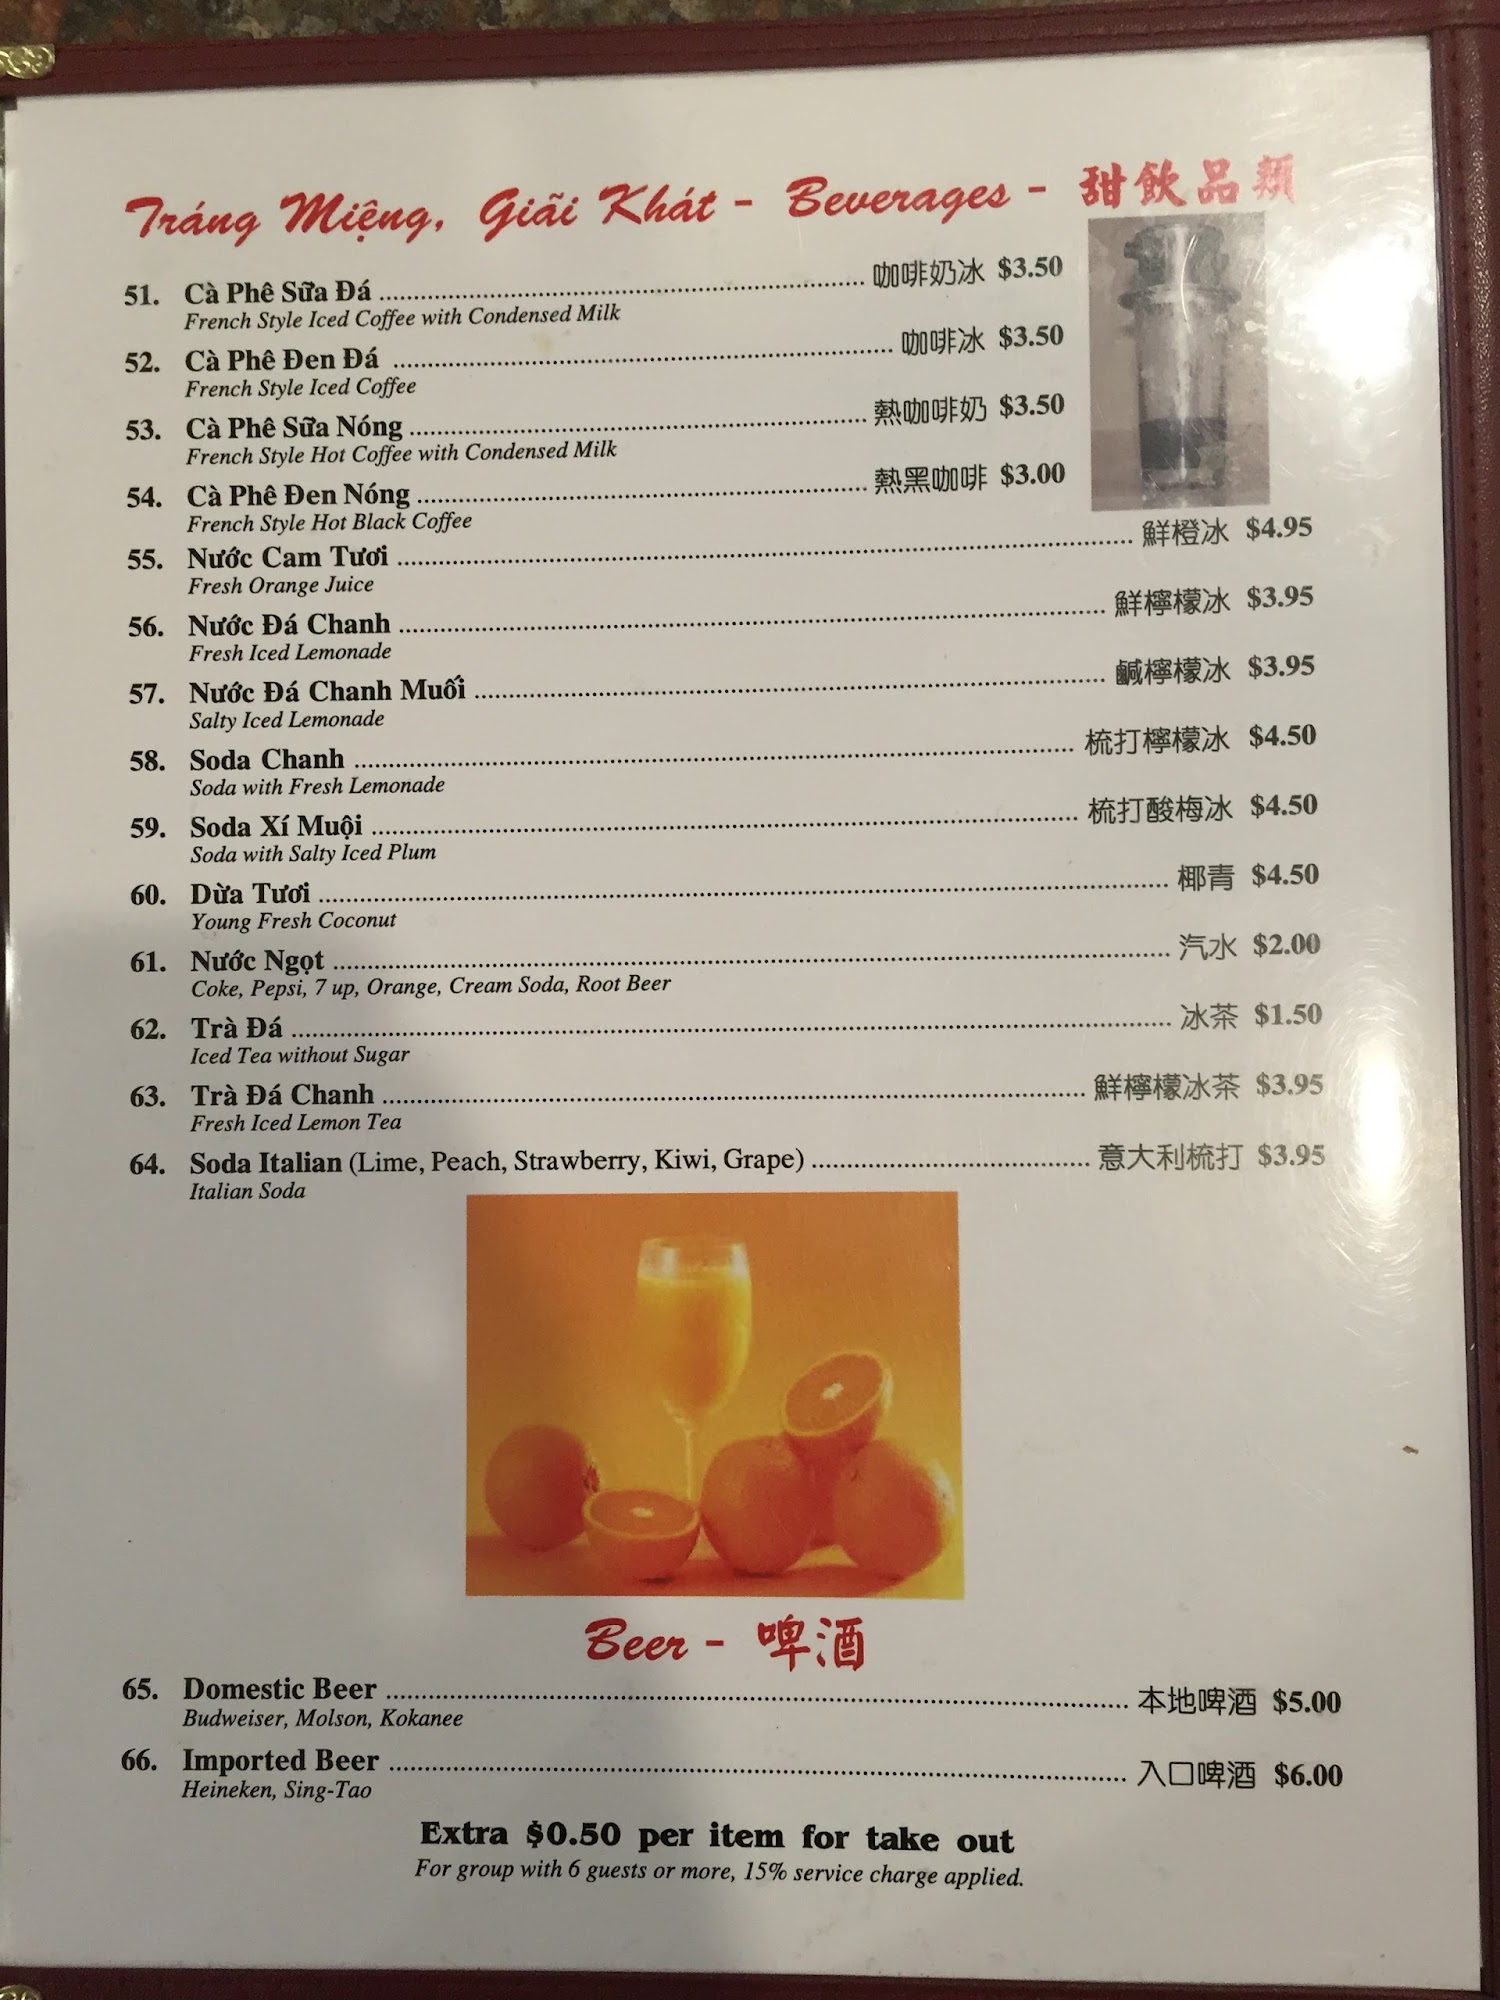 Tráng Miệng, Giãi Khát - Beverages - 甜飲品類
51. Cà Phê Sữa Đá ........ 咖啡奶冰 $3.50
French Style Iced Coffee with Condensed Milk
52. Cà Phê Đen Đá ........ 咖啡冰 $3.50
French Style Iced Coffee
53. Cà Phê Sữa Nóng ........ 熱咖啡奶 $3.50
French Style Hot Coffee with Condensed Milk
54. Cà Phê Đen Nóng ........ 熱黑咖啡 $3.00
French Style Hot Black Coffee
55. Nước Cam Tươi ........ 鮮橙冰 $4.95
Fresh Orange Juice
56. Nước Đá Chanh ........ 鮮檸檬冰 $3.95
Fresh Iced Lemonade
57. Nước Đá Chanh Muối ........ 鹹檸檬冰 $3.95
Salty Iced Lemonade
58. Soda Chanh ........ 梳打檸檬冰 $4.50
Soda with Fresh Lemonade
59. Soda Xí Muội ........ 梳打酸梅冰 $4.50
Soda with Salty Iced Plum
60. Dừa Tươi ........ 椰青 $4.50
Young Fresh Coconut
61. Nước Ngọt ........ 汽水 $2.00
Coke, Pepsi, 7 up, Orange, Cream Soda, Root Beer
62. Trà Đá ........ 冰茶 $1.50
Iced Tea without Sugar
63. Trà Đá Chanh ........ 鮮檸檬冰茶 $3.95
Fresh Iced Lemon Tea
64. Soda Italian (Lime, Peach, Strawberry, Kiwi, Grape) ........ 意大利梳打 $3.95
Italian Soda
Beer - 啤酒
65. Domestic Beer ........ 本地啤酒 $5.00
Budweiser, Molson, Kokanee
66. Imported Beer ........ 入口啤酒 $6.00
Heineken, Sing-Tao
Extra $0.50 per item for take out
For group with 6 guests or more, 15% service charge applied.